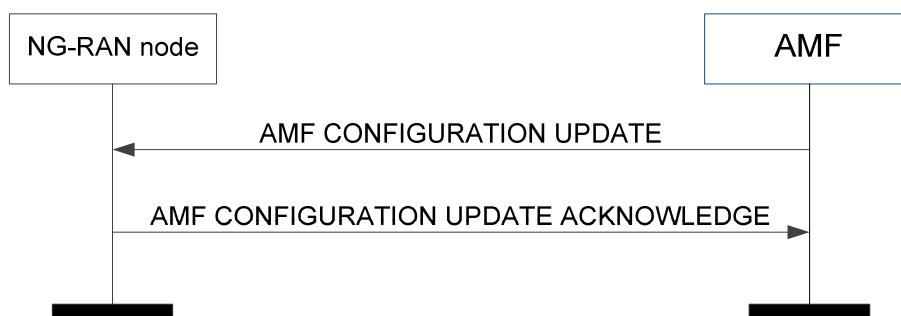 NG-RAN node
AMF
AMF CONFIGURATION UPDATE
AMF CONFIGURATION UPDATE ACKNOWLEDGE